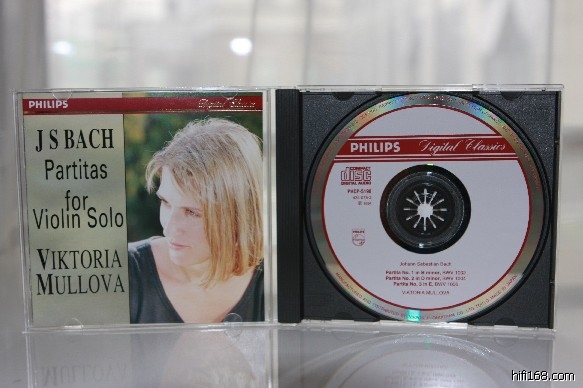 PHILIPS
Digital Classics
J S BACH
Partitas
for
Violin Solo
VIKTORIA
MULLOVA
PHILIPS
Digital Classics
COMPACT
DISC
DIGITAL AUDIO
PHILIPS
Johann Sebastian Bach
Partita No. 1 in B minor, BWV 1002
Partita No. 2 in D minor, BWV 1004
Partita No. 3 in E, BWV 1006
VIKTORIA MULLOVA
hifi168.com